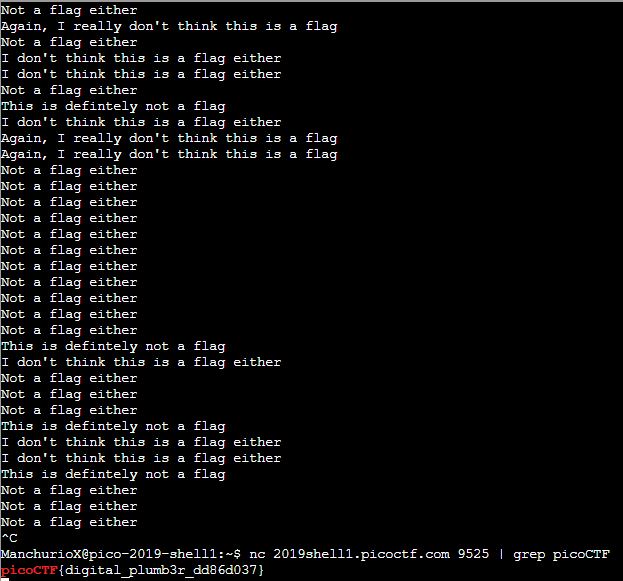 Not a flag either
Again, I really don't think this is a flag
Not a flag either
I don't think this is a flag either
I don't think this is a flag either
Not a flag either
This is defintely not a flag
I don't think this is a flag either
Again, I really don't think this is a flag
Again, I really don't think this is a flag
Not a flag either
Not a flag either
Not a flag either
Not a flag either
Not a flag either
Not a flag either
Not a flag either
Not a flag either
Not a flag either
Not a flag either
Not a flag either
This is defintely not a flag
I don't think this is a flag either
Not a flag either
Not a flag either
Not a flag either
This is defintely not a flag
I don't think this is a flag either
I don't think this is a flag either
This is defintely not a flag
Not a flag either
Not a flag either
Not a flag either
^C
ManchurioX@pico-2019-shell1:~$ nc 2019shell1.picoctf.com 9525 | grep picoCTF
picoCTF{digital_plumb3r_dd86d037}